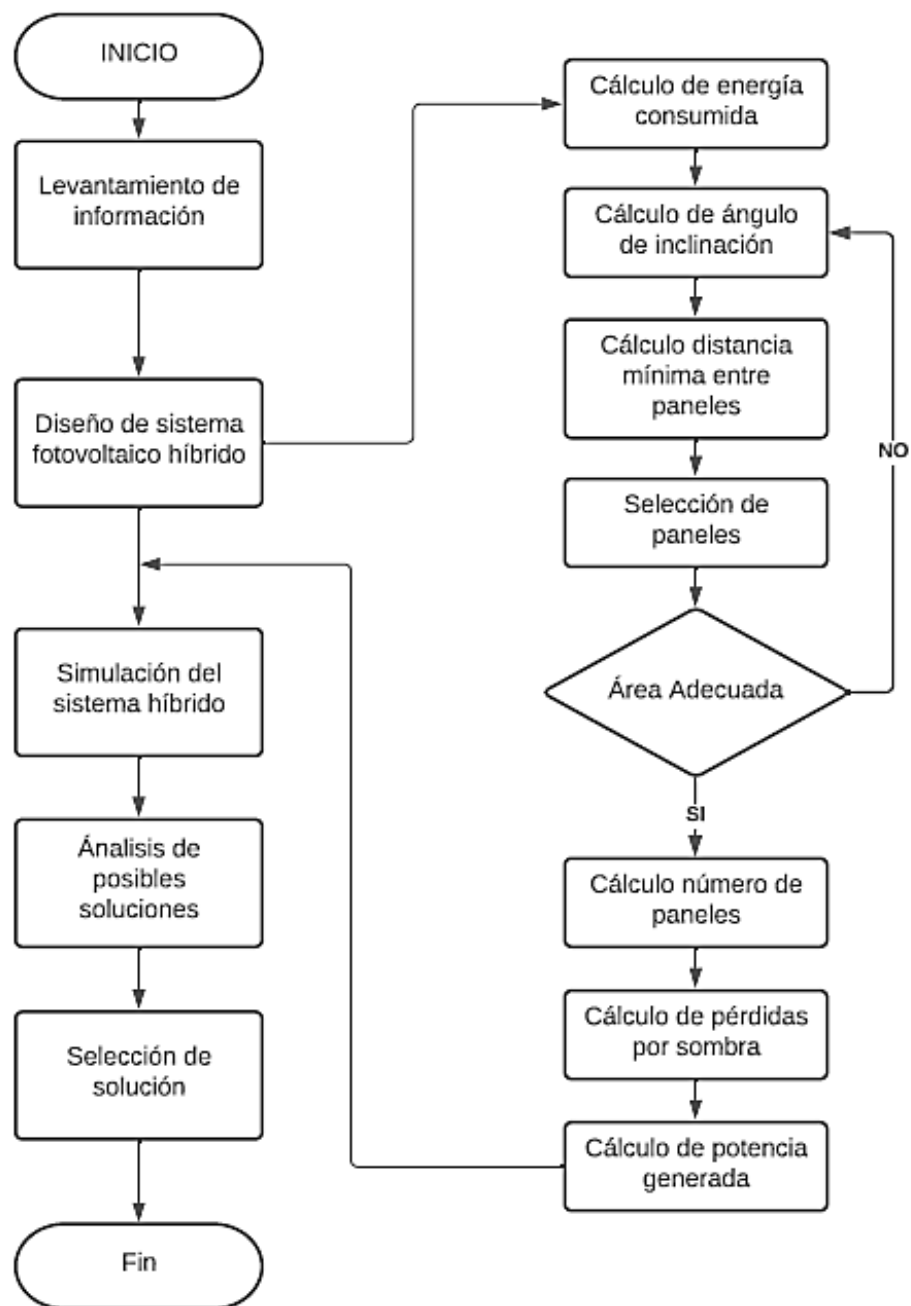 INICIO
Levantamiento de
información
Diseño de sistema
fotovoltaico híbrido
Simulación del
sistema híbrido
Ánalisis de
posibles
soluciones
Selección de
solución
Fin
Cálculo de energía
consumida
Cálculo de ángulo
de inclinación
Cálculo distancia
mínima entre
paneles
Selección de
paneles
Área Adecuada
NO
SI
Cálculo número de
paneles
Cálculo de pérdidas
por sombra
Cálculo de potencia
generada